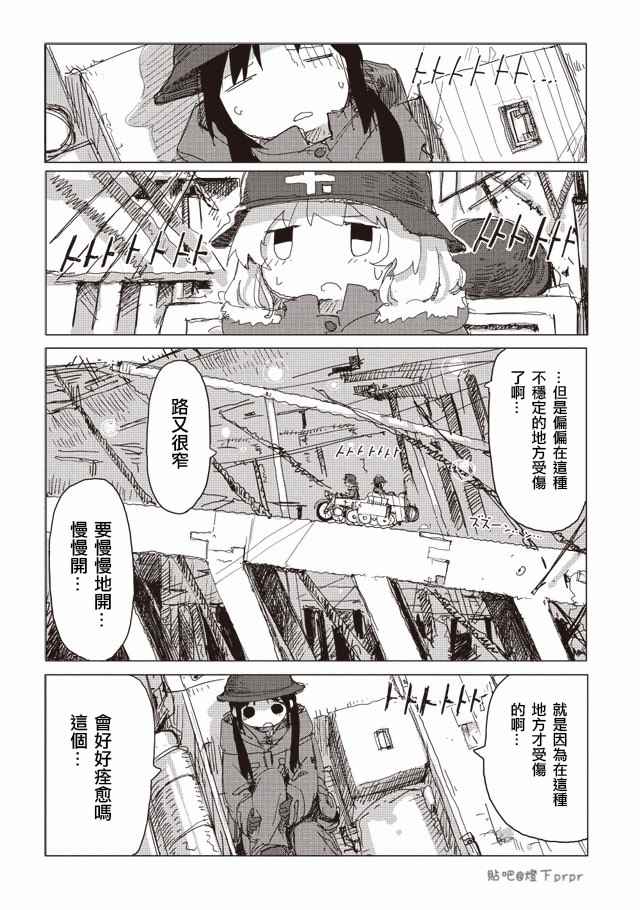 トトトト....
トトトト
トトトト
…但是偏偏在這種
不穩定的地方受傷
了啊…
路又很窄
トトトトト
ズズーン…
要慢慢地開…
慢慢開…
トトトトト
就是因為在這種
地方才受傷
的啊…
會好好痊愈嗎
這個…
貼吧@燈下prpr